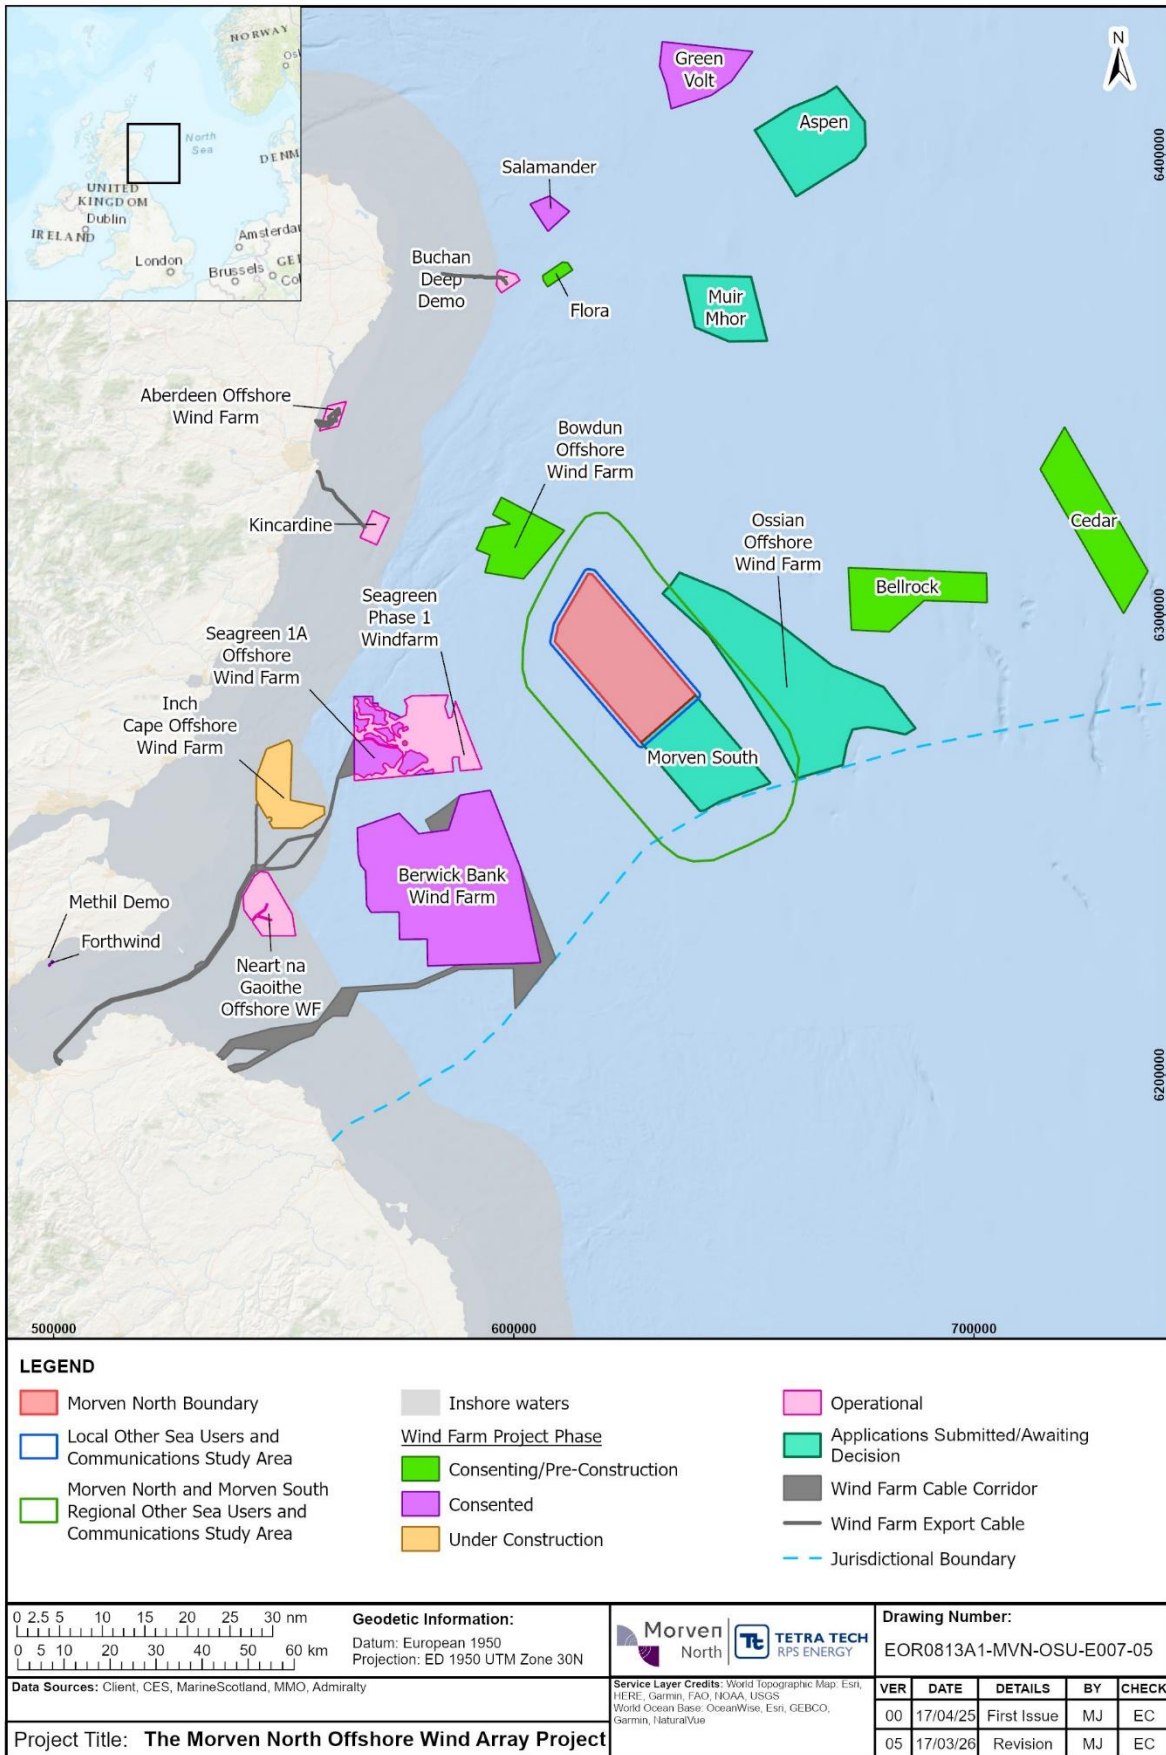 NORWAY
Osl
North
Sea
DENM
UNITED
KINGDOM
Dublin
IRELAND
Amsterda
London
Brussels
GE
Col
N
Green
Volt
Aspen
6400000
Salamander
Buchan
Deep
Demo
Flora
Muir
Mhor
Aberdeen Offshore
Wind Farm
Bowdun
Offshore
Wind Farm
Kincardine
Ossian
Offshore
Wind Farm
Cedar
Bellrock
6300000
Seagreen
Phase 1
Windfarm
Seagreen 1A
Offshore
Wind Farm
Inch
Cape Offshore
Wind Farm
Morven South
Berwick Bank
Wind Farm
Methil Demo
Forthwind
Neart na
Gaoithe
Offshore WF
6200000
500000
600000
700000
LEGEND
Morven North Boundary
Local Other Sea Users and
Communications Study Area
Morven North and Morven South
Regional Other Sea Users and
Communications Study Area
Inshore waters
Wind Farm Project Phase
Consenting/Pre-Construction
Consented
Under Construction
Operational
Applications Submitted/Awaiting
Decision
Wind Farm Cable Corridor
Wind Farm Export Cable
Jurisdictional Boundary
0 2.5 5 10 15 20 25 30 nm
0 5 10 20 30 40 50 60 km
Geodetic Information:
Datum: European 1950
Projection: ED 1950 UTM Zone 30N
Morven
North
Tt
TETRA TECH
RPS ENERGY
Drawing Number:
EOR0813A1-MVN-OSU-E007-05
Data Sources: Client, CES, MarineScotland, MMO, Admiralty
Service Layer Credits: World Topographic Map: Esri,
HERE, Garmin, FAO, NOAA, USGS
World Ocean Base: OceanWise, Esri, GEBCO,
Garmin, NaturalVue
VER DATE DETAILS BY CHECK
00 17/04/25 First Issue MJ EC
05 17/03/26 Revision MJ EC
Project Title: The Morven North Offshore Wind Array Project